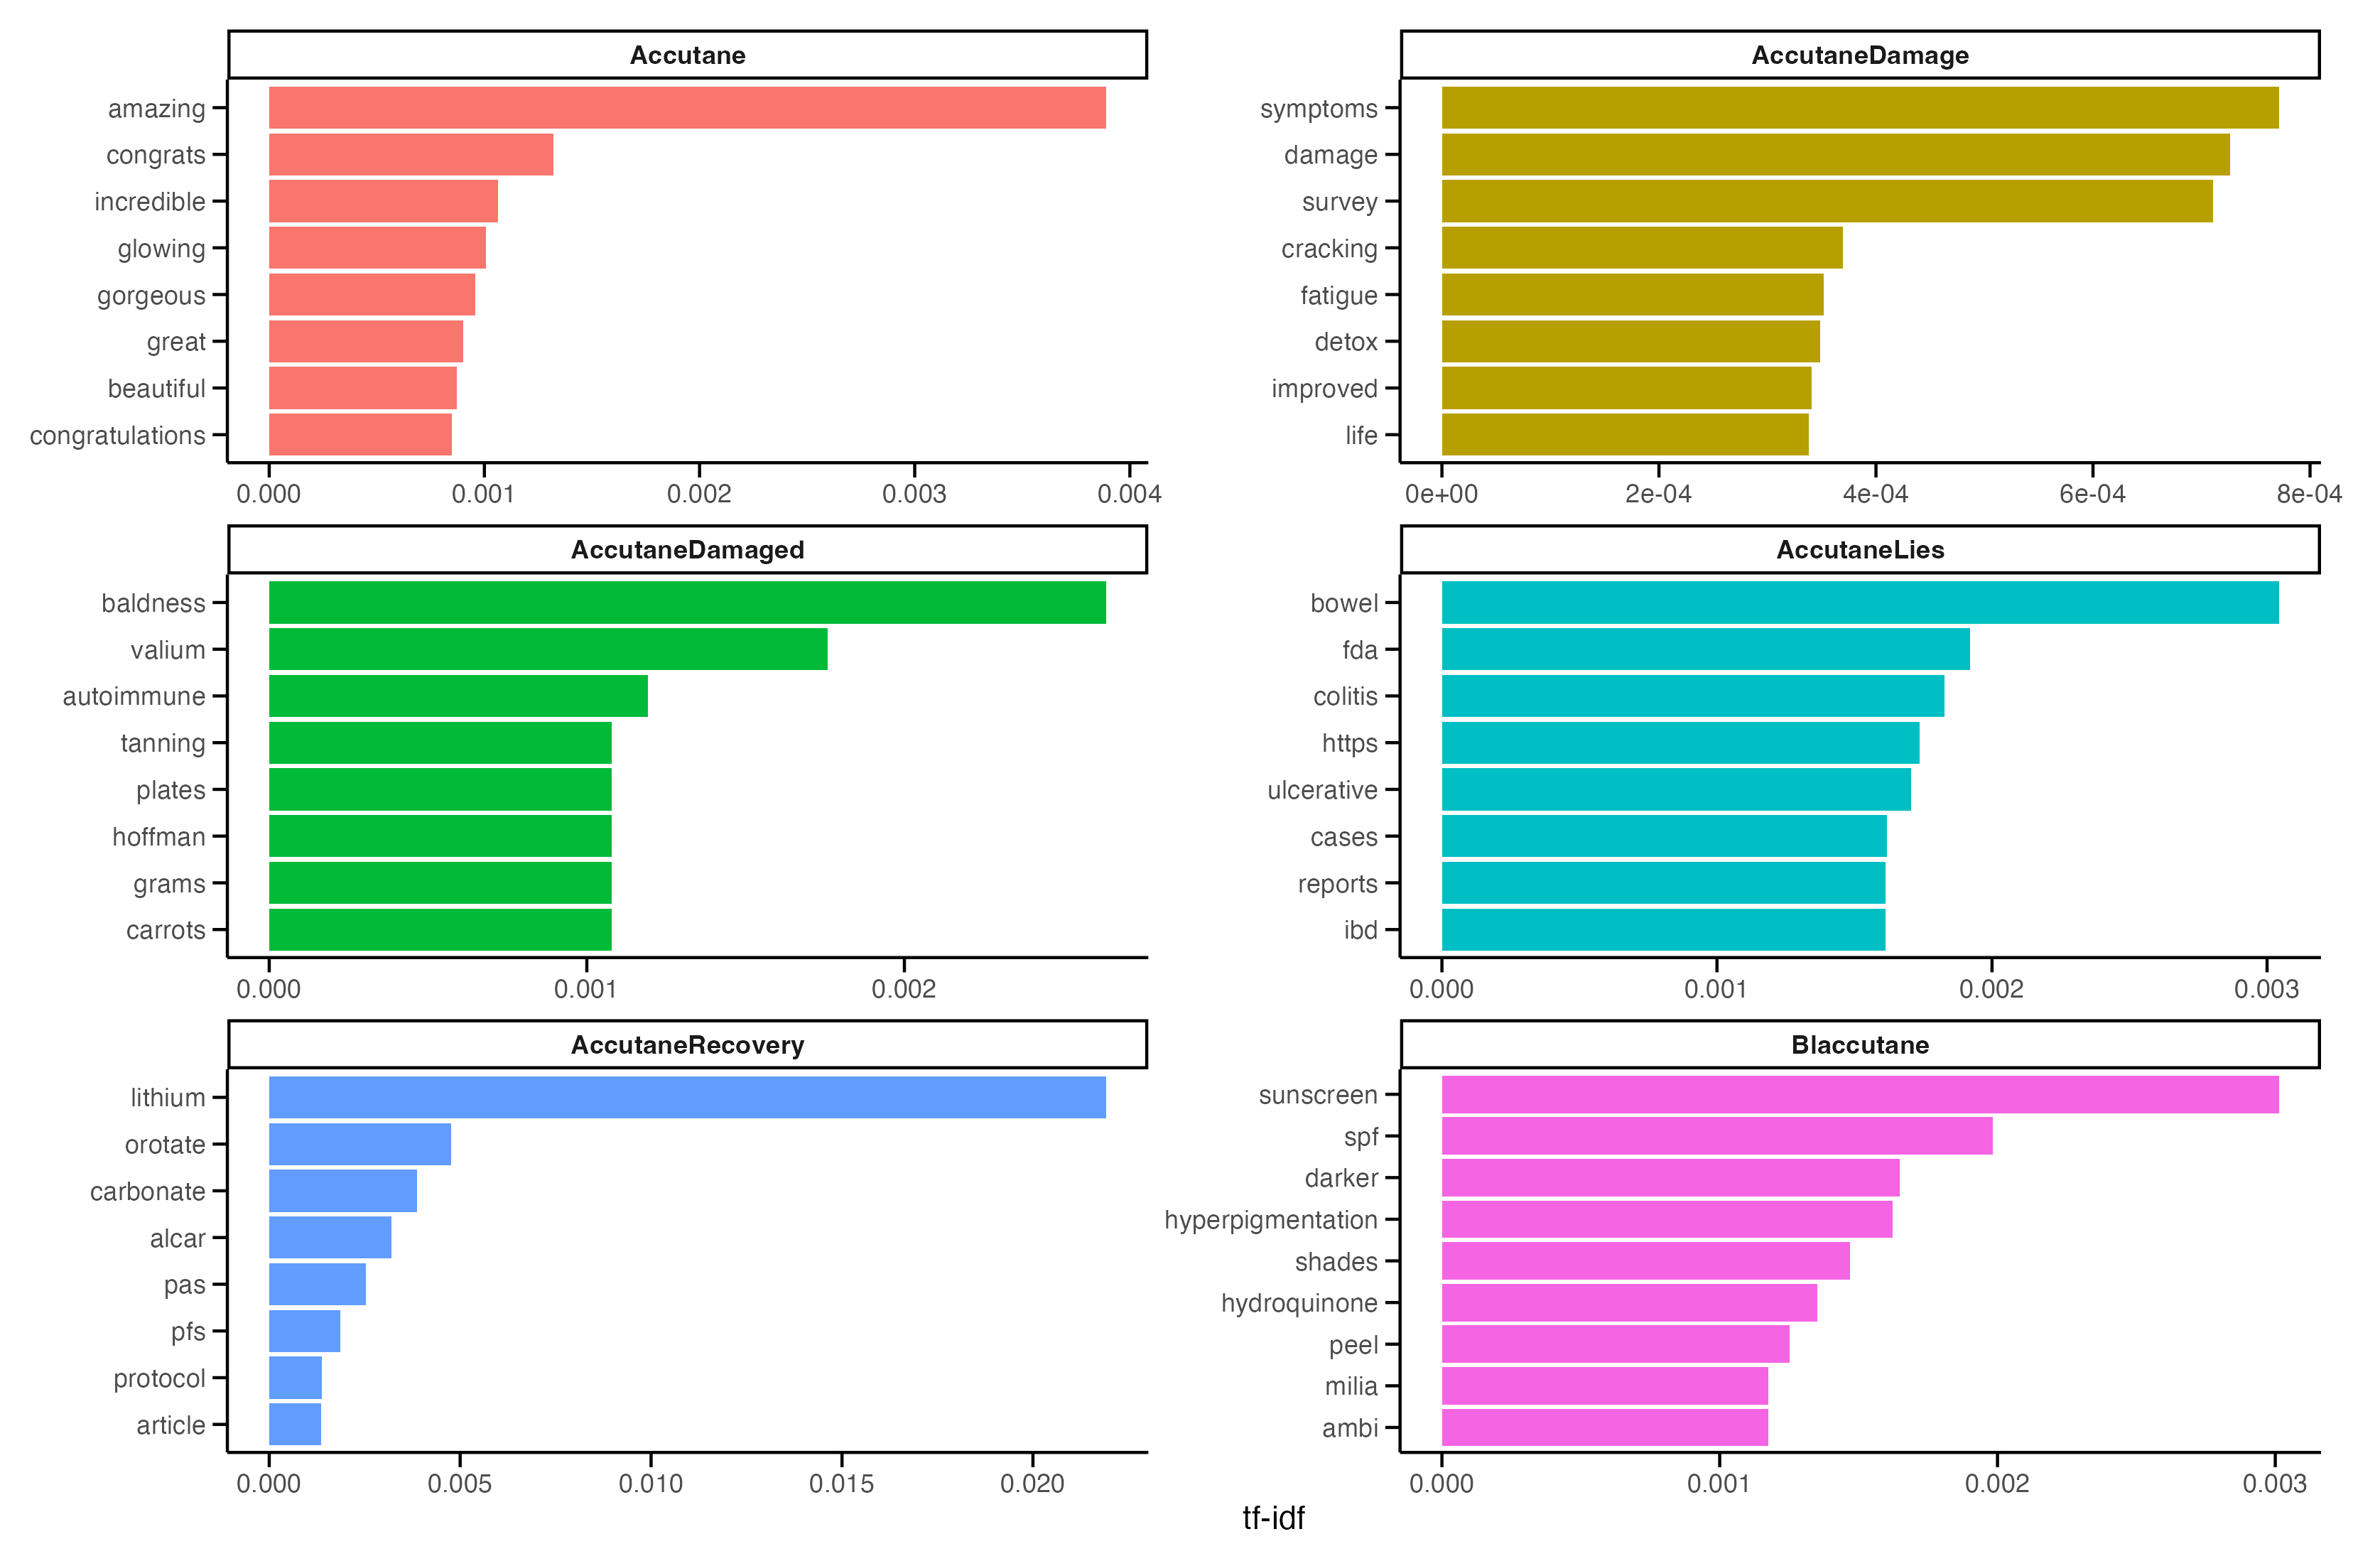 Accutane
amazing
congrats
incredible
glowing
gorgeous
great
beautiful
congratulations
0.000 0.001 0.002 0.003 0.004
AccutaneDamage
symptoms
damage
survey
cracking
fatigue
detox
improved
life
0e+00 2e-04 4e-04 6e-04 8e-04
AccutaneDamaged
baldness
valium
autoimmune
tanning
plates
hoffman
grams
carrots
0.000 0.001 0.002
AccutaneLies
bowel
fda
colitis
https
ulcerative
cases
reports
ibd
0.000 0.001 0.002 0.003
AccutaneRecovery
lithium
orotate
carbonate
alcar
pas
pfs
protocol
article
0.000 0.005 0.010 0.015 0.020
Blaccutane
sunscreen
spf
darker
hyperpigmentation
shades
hydroquinone
peel
milia
ambi
0.000 0.001 0.002 0.003
tf-idf